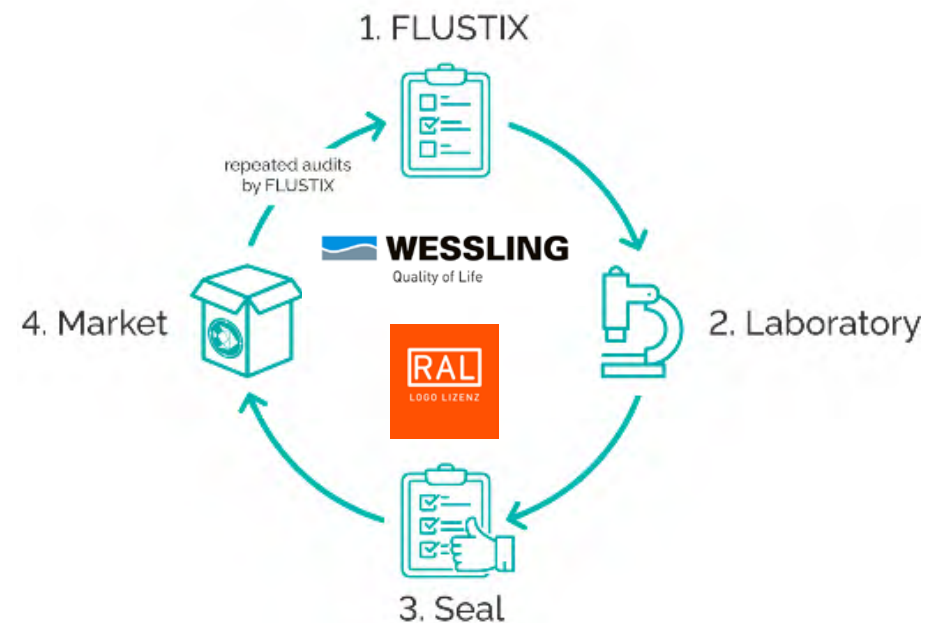 1. FLUSTIX
repeated audits
by FLUSTIX
WESSLING
Quality of Life
4. Market
2. Laboratory
RAL
LOGO LIZENZ
3. Seal